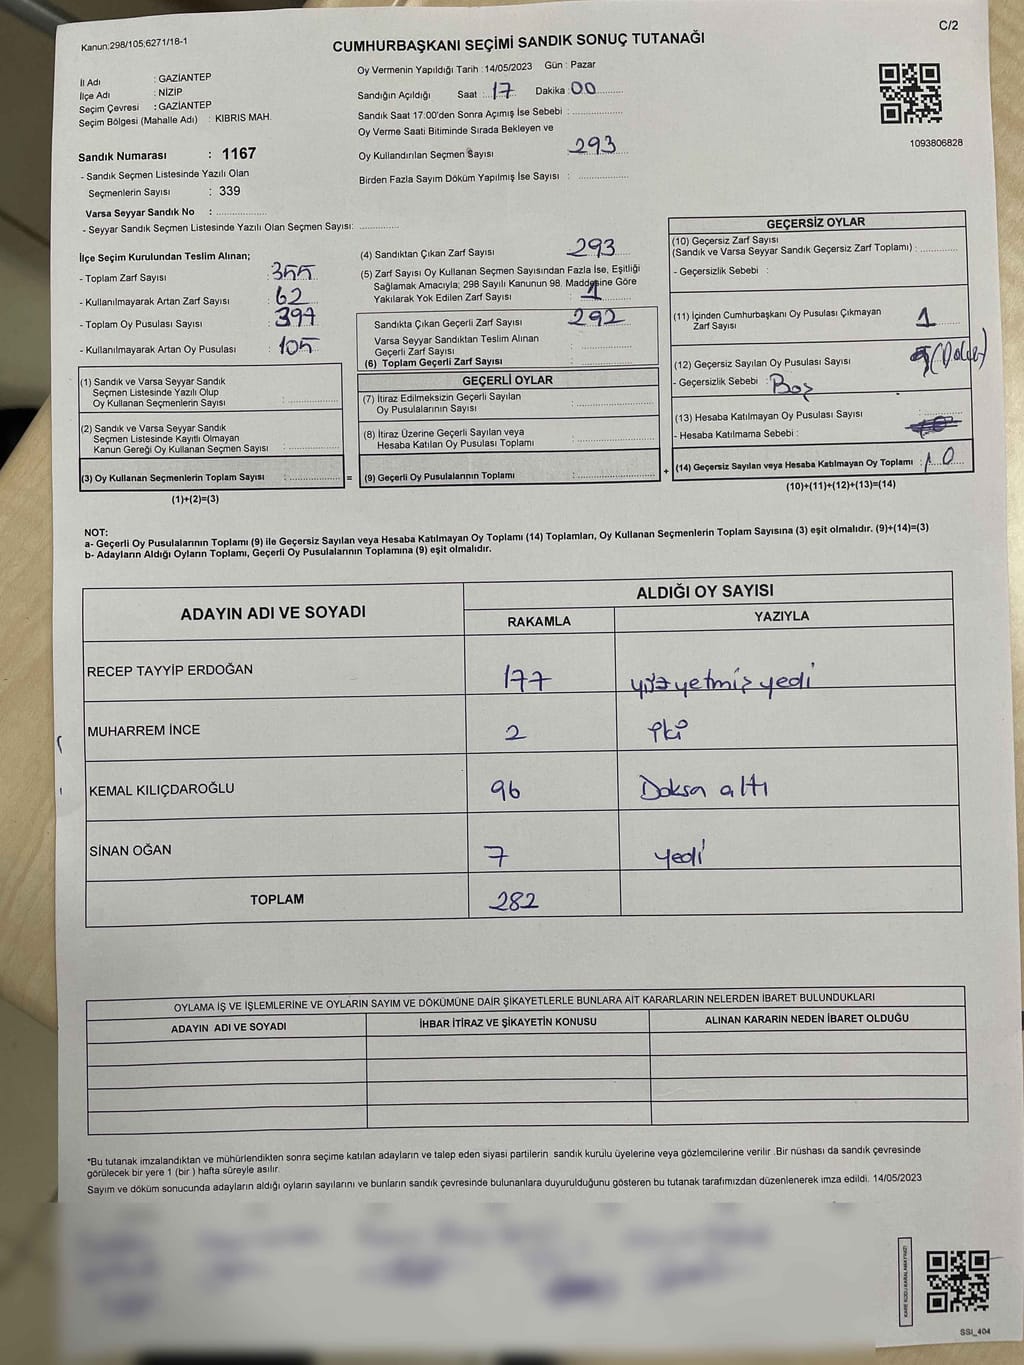 C/2
Kanun;298/105;6271/18-1
CUMHURBAŞKANI SEÇİMİ SANDIK SONUÇ TUTANAĞI
İl Adı : GAZİANTEP
İlçe Adı : NİZİP
Seçim Çevresi : GAZİANTEP
Seçim Bölgesi (Mahalle Adı) : KIBRIS MAH.
Oy Vermenin Yapıldığı Tarih :14/05/2023 Gün : Pazar
Sandığın Açıldığı Saat : 17 Dakika : 00
Sandık Saat 17:00'den Sonra Açımış İse Sebebi :
Oy Verme Saati Bitiminde Sırada Bekleyen ve
Oy Kullandırılan Seçmen Sayısı 293
Birden Fazla Sayım Döküm Yapılmış İse Sayısı :
1093806828
Sandık Numarası : 1167
- Sandık Seçmen Listesinde Yazılı Olan
Seçmenlerin Sayısı : 339
Varsa Seyyar Sandık No :
- Seyyar Sandık Seçmen Listesinde Yazılı Olan Seçmen Sayısı:
İlçe Seçim Kurulundan Teslim Alınan;
- Toplam Zarf Sayısı : 355
- Kullanılmayarak Artan Zarf Sayısı : 62
- Toplam Oy Pusulası Sayısı : 397
- Kullanılmayarak Artan Oy Pusulası : 105
(1) Sandık ve Varsa Seyyar Sandık
Seçmen Listesinde Yazılı Olup
Oy Kullanan Seçmenlerin Sayısı :
(2) Sandık ve Varsa Seyyar Sandık
Seçmen Listesinde Kayıtlı Olmayan
Kanun Gereği Oy Kullanan Seçmen Sayısı :
(3) Oy Kullanan Seçmenlerin Toplam Sayısı :
(1)+(2)=(3)
(4) Sandıktan Çıkan Zarf Sayısı 293
(5) Zarf Sayısı Oy Kullanan Seçmen Sayısından Fazla İse, Eşitliği
Sağlamak Amacıyla; 298 Sayılı Kanunun 98. Maddesine Göre
Yakılarak Yok Edilen Zarf Sayısı : 1
Sandıkta Çıkan Geçerli Zarf Sayısı : 292
Varsa Seyyar Sandıktan Teslim Alınan
Geçerli Zarf Sayısı :
(6) Toplam Geçerli Zarf Sayısı :
GEÇERLİ OYLAR
(7) İtiraz Edilmeksizin Geçerli Sayılan
Oy Pusulalarının Sayısı :
(8) İtiraz Üzerine Geçerli Sayılan veya
Hesaba Katılan Oy Pusulası Toplamı :
= (9) Geçerli Oy Pusulalarının Toplamı :
GEÇERSİZ OYLAR
(10) Geçersiz Zarf Sayısı
(Sandık ve Varsa Seyyar Sandık Geçersiz Zarf Toplamı) :
- Geçersizlik Sebebi :
(11) İçinden Cumhurbaşkanı Oy Pusulası Çıkmayan
Zarf Sayısı 1
(12) Geçersiz Sayılan Oy Pusulası Sayısı 9
- Geçersizlik Sebebi : Boş
(13) Hesaba Katılmayan Oy Pusulası Sayısı :
- Hesaba Katılmama Sebebi :
+ (14) Geçersiz Sayılan veya Hesaba Katılmayan Oy Toplamı : 10
(10)+(11)+(12)+(13)=(14)
NOT:
a- Geçerli Oy Pusulalarının Toplamı (9) ile Geçersiz Sayılan veya Hesaba Katılmayan Oy Toplamı (14) Toplamları, Oy Kullanan Seçmenlerin Toplam Sayısına (3) eşit olmalıdır. (9)+(14)=(3)
b- Adayların Aldığı Oyların Toplamı, Geçerli Oy Pusulalarının Toplamına (9) eşit olmalıdır.
ADAYIN ADI VE SOYADI ALDIĞI OY SAYISI
RAKAMLA YAZIYLA
RECEP TAYYİP ERDOĞAN 177 yüzyetmiş yedi
MUHARREM İNCE 2 iki
KEMAL KILIÇDAROĞLU 96 Doksa altı
SİNAN OĞAN 7 yedi
TOPLAM 282
OYLAMA İŞ VE İŞLEMLERİNE VE OYLARIN SAYIM VE DÖKÜMÜNE DAİR ŞİKAYETLERLE BUNLARA AİT KARARLARIN NELERDEN İBARET BULUNDUKLARI
ADAYIN ADI VE SOYADI İHBAR İTİRAZ VE ŞİKAYETİN KONUSU ALINAN KARARIN NEDEN İBARET OLDUĞU
*Bu tutanak imzalandıktan ve mühürlendikten sonra seçime katılan adayların ve talep eden siyasi partilerin sandık kurulu üyelerine veya gözlemcilerine verilir .Bir nüshası da sandık çevresinde
görülecek bir yere 1 (bir ) hafta süreyle asılır.
Sayım ve döküm sonucunda adayların aldığı oyların sayılarını ve bunların sandık çevresinde bulunanlara duyurulduğunu gösteren bu tutanak tarafımızdan düzenlenerek imza edildi. 14/05/2023
KARE KODU KARALAMAYINIZ!
SSI_404